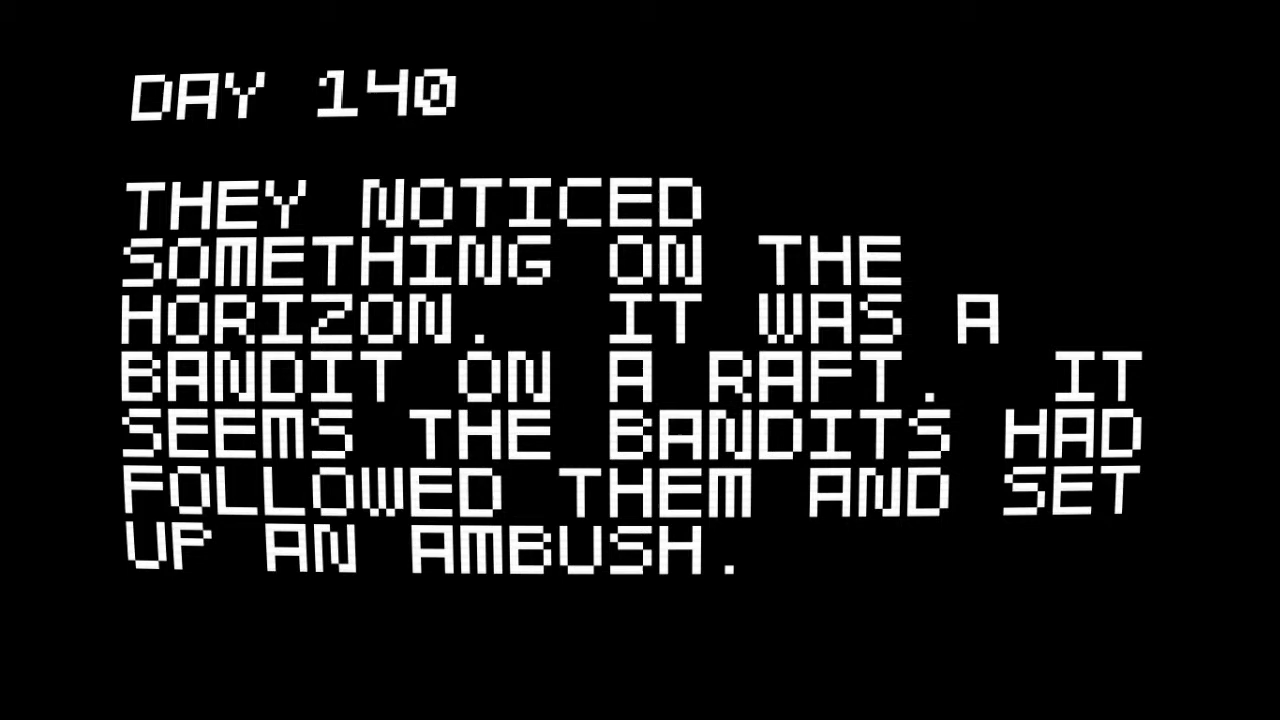 DAY 140
THEY NOTICED
SOMETHING ON THE
HORIZON.  IT WAS A
BANDIT ON A RAFT.  IT
SEEMS THE BANDITS HAD
FOLLOWED THEM AND SET
UP AN AMBUSH.